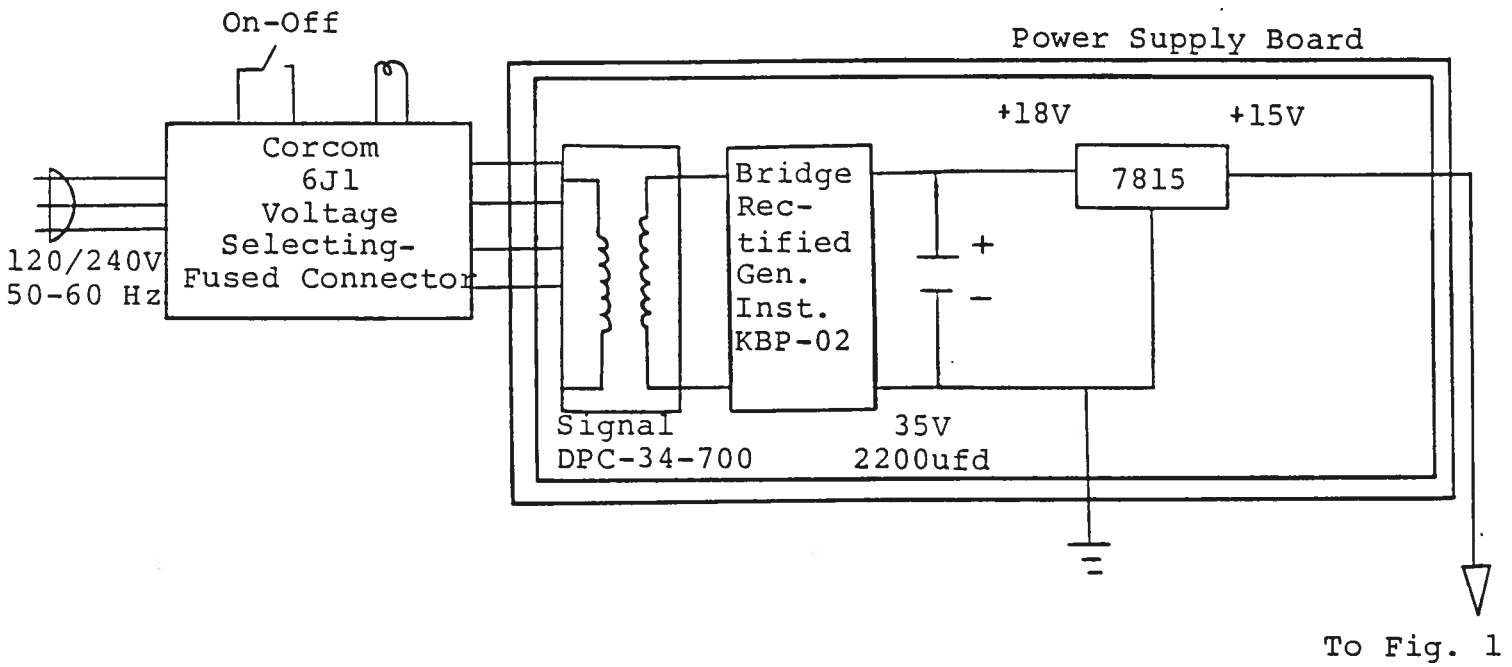 On-Off
Power Supply Board
+18V
+15V
Corcom
6J1
Voltage
Selecting-
Fused Connector
120/240V
50-60 Hz
Bridge
Rec-
tified
Gen.
Inst.
KBP-02
7815
+
-
Signal
DPC-34-700
35V
2200ufd
To Fig. 1